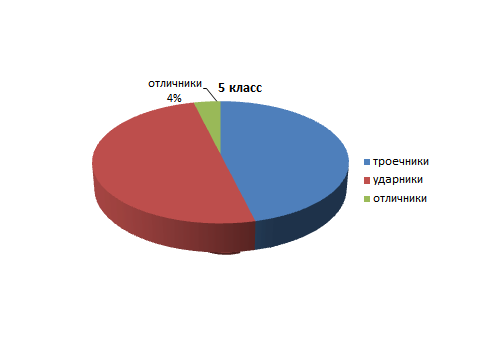 5 класс
отличники
4%
троечники
ударники
отличники